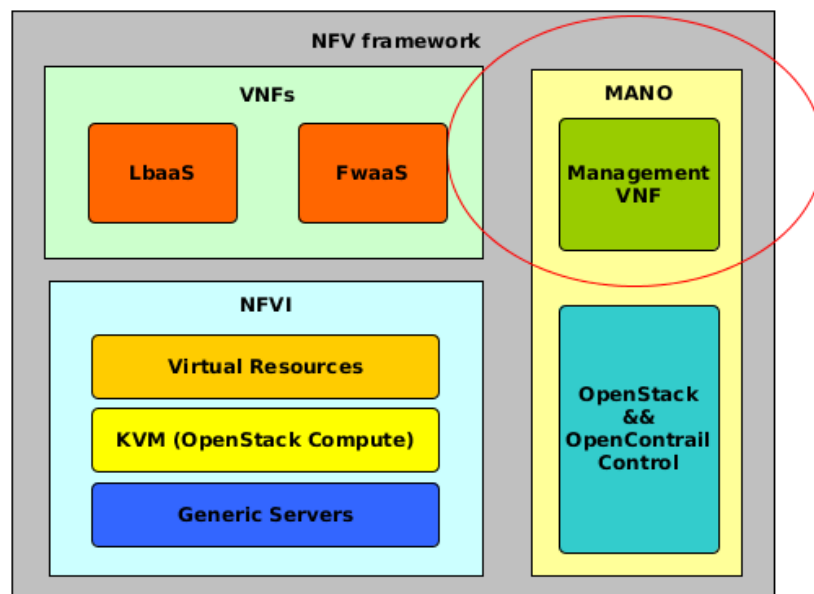 NFV framework
VNFs
LbaaS
FwaaS
MANO
Management
VNF
NFVI
Virtual Resources
KVM (OpenStack Compute)
Generic Servers
OpenStack
&&
OpenContrail
Control